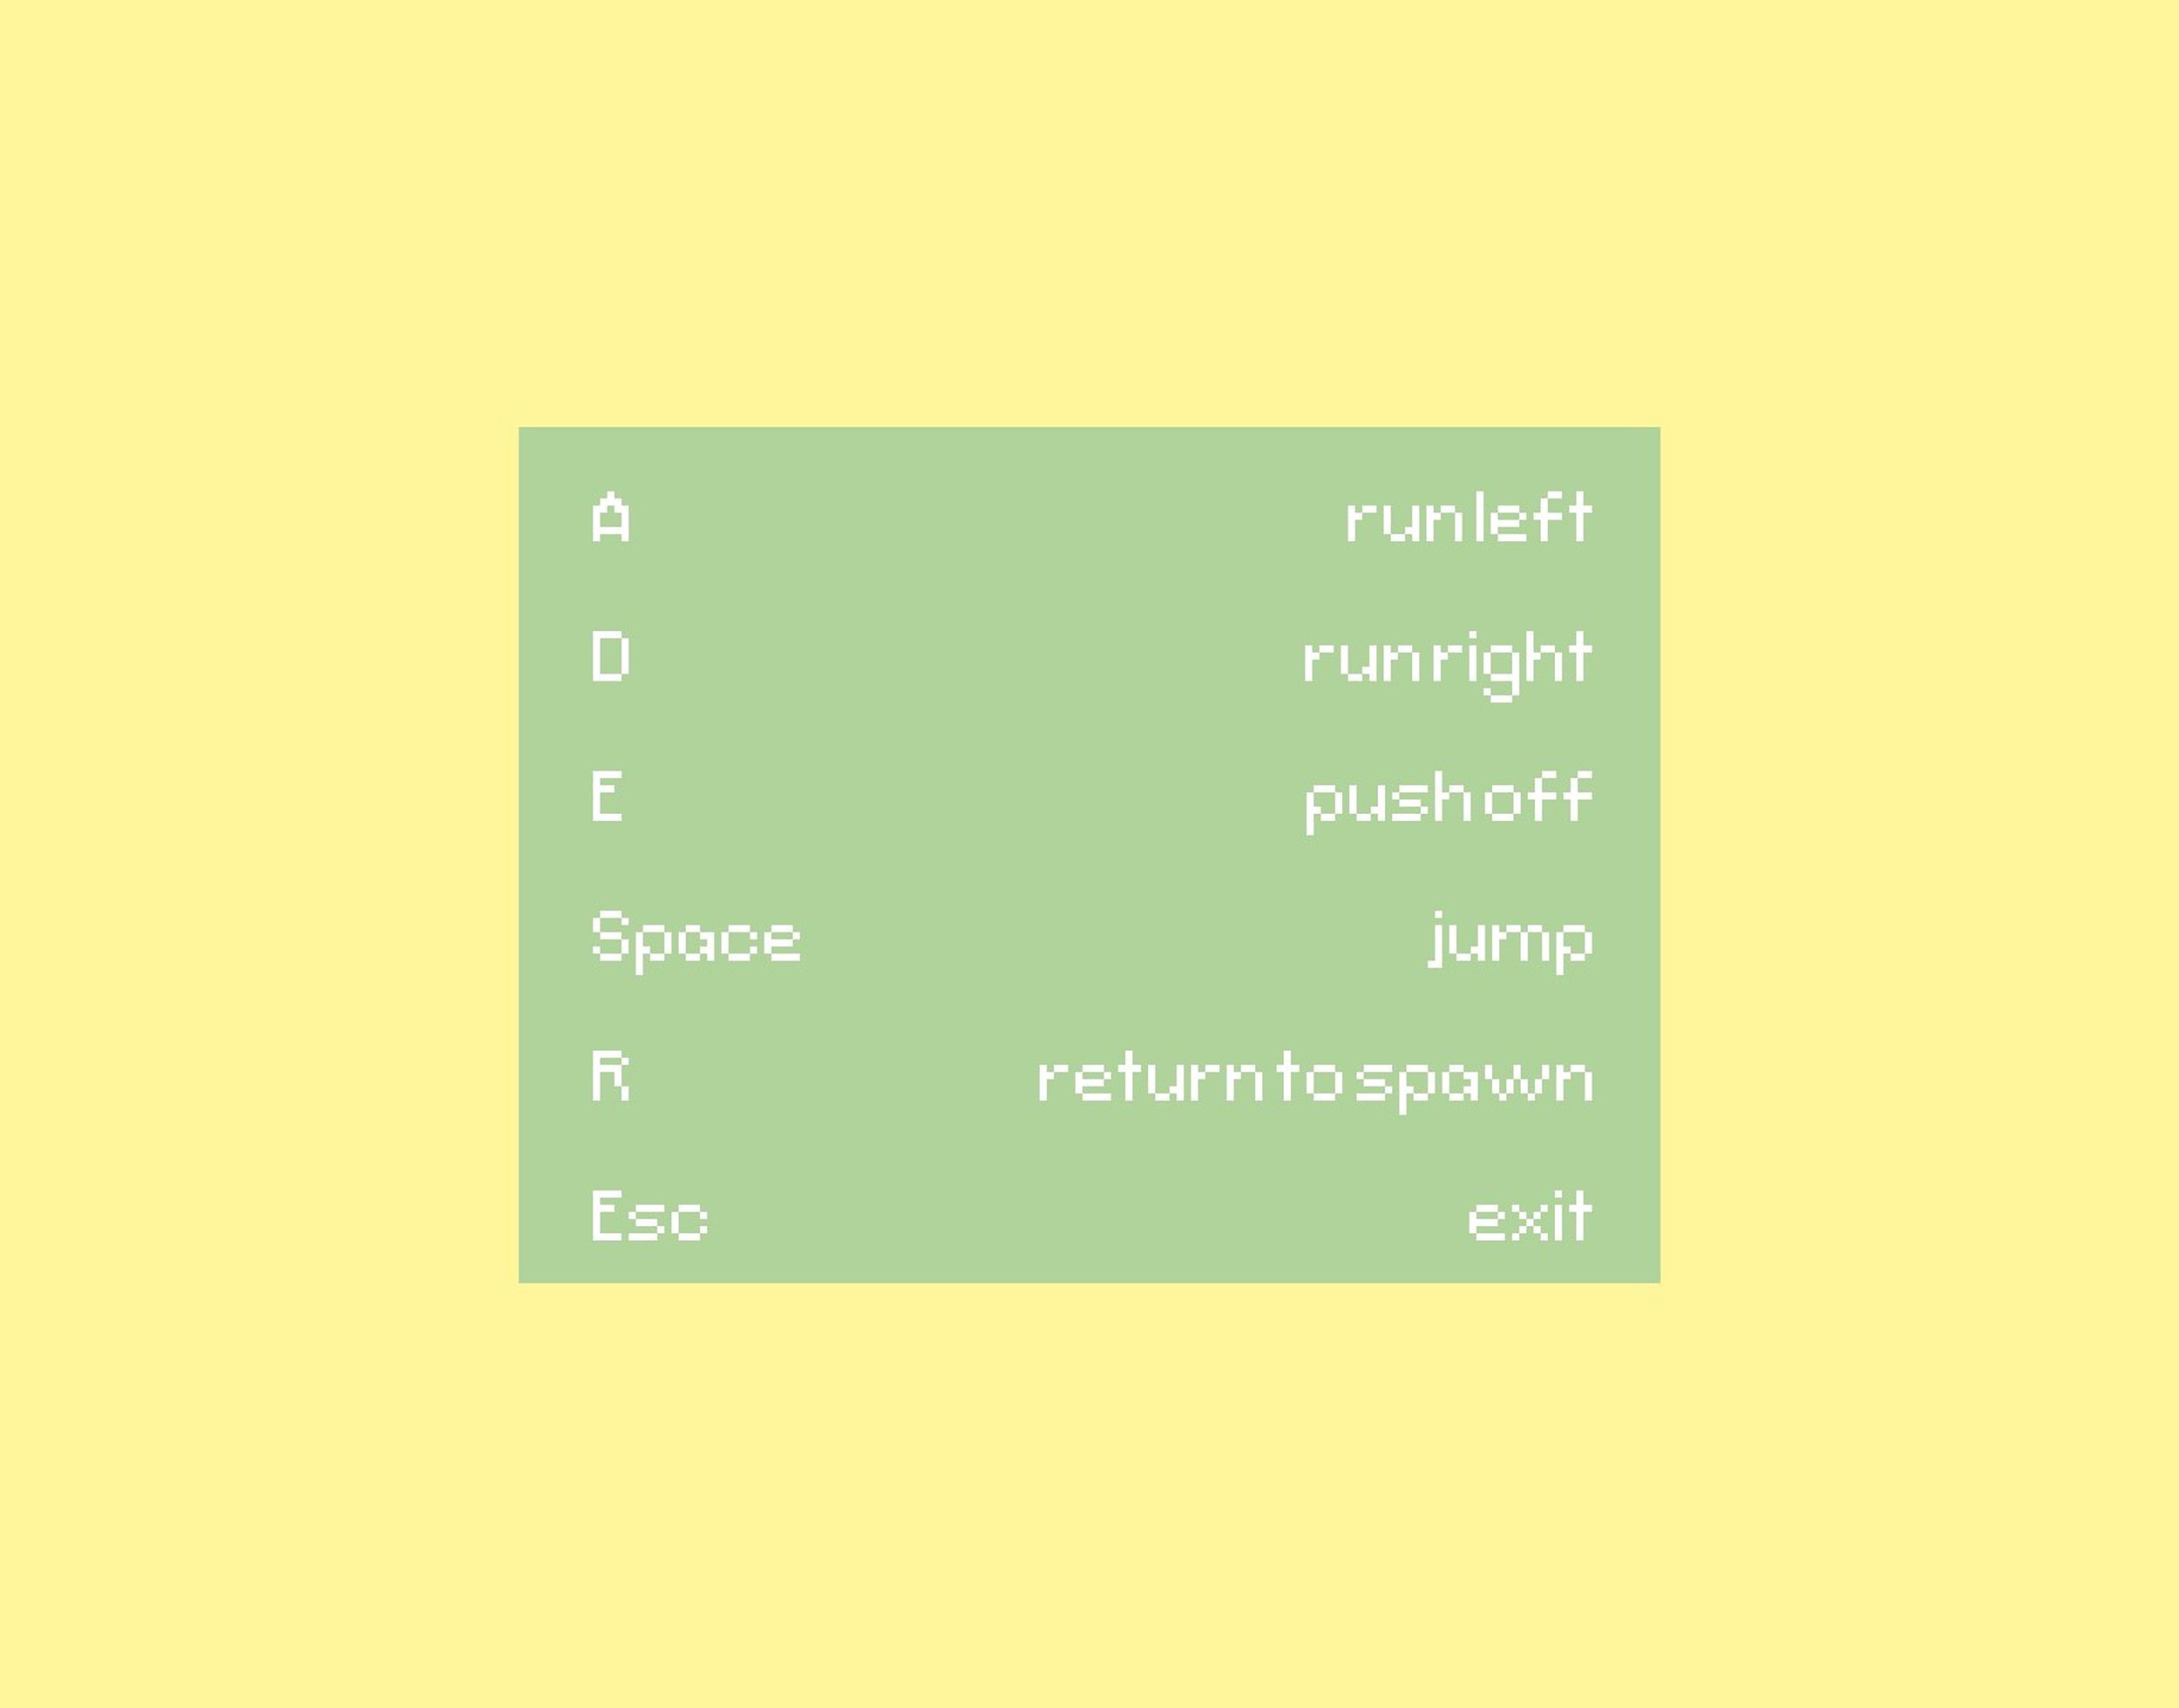 A run left
D run right
E push off
Space jump
R return to spawn
Esc exit